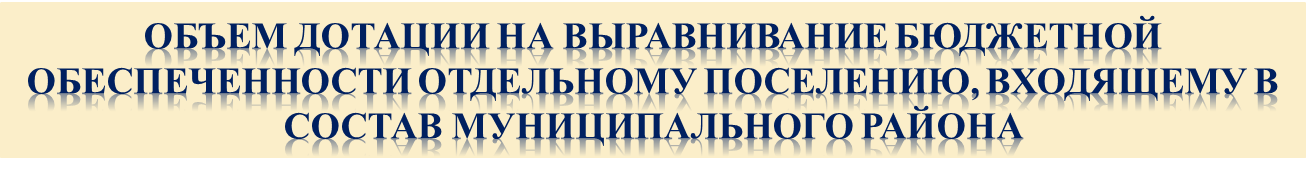 ОБЪЕМ ДОТАЦИИ НА ВЫРАВНИВАНИЕ БЮДЖЕТНОЙ
ОБЕСПЕЧЕННОСТИ ОТДЕЛЬНОМУ ПОСЕЛЕНИЮ, ВХОДЯЩЕМУ В
СОСТАВ МУНИЦИПАЛЬНОГО РАЙОНА